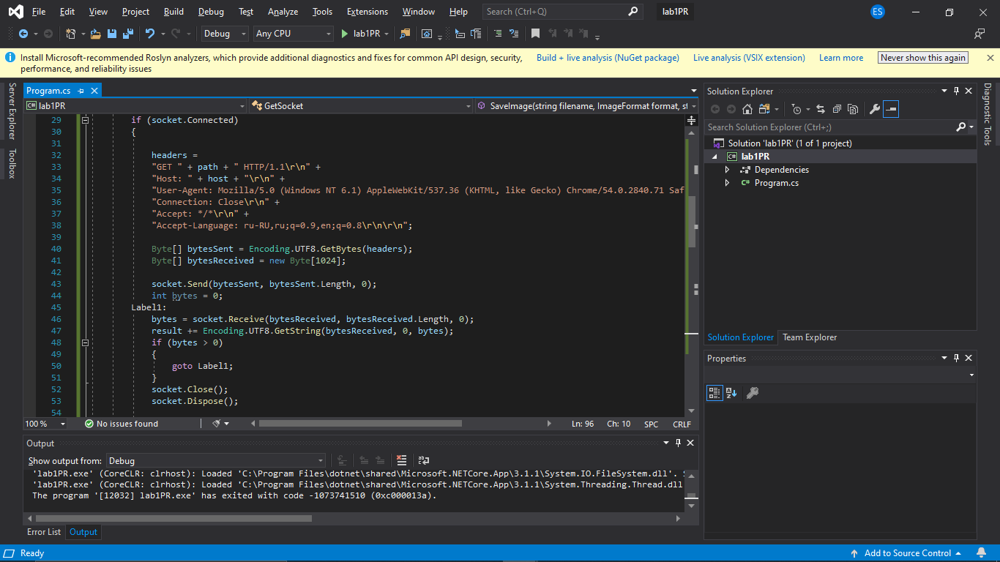 File Edit View Project Build Debug Test Analyze Tools Extensions Window Help Search (Ctrl+Q) lab1PR ES
Debug Any CPU lab1PR
Install Microsoft-recommended Roslyn analyzers, which provide additional diagnostics and fixes for common API design, security, Build + live analysis (NuGet package) Live analysis (VSIX extension) Learn more Never show this again
performance, and reliability issues
Server Explorer
Toolbox
Program.cs
C# lab1PR GetSocket SaveImage(string filename, ImageFormat format, st
29 if (socket.Connected)
30 {
31
32 headers =
33 "GET " + path + " HTTP/1.1\r\n" +
34 "Host: " + host + "\r\n" +
35 "User-Agent: Mozilla/5.0 (Windows NT 6.1) AppleWebKit/537.36 (KHTML, like Gecko) Chrome/54.0.2840.71 Saf
36 "Connection: Close\r\n" +
37 "Accept: */*\r\n" +
38 "Accept-Language: ru-RU,ru;q=0.9,en;q=0.8\r\n\r\n";
39
40 Byte[] bytesSent = Encoding.UTF8.GetBytes(headers);
41 Byte[] bytesReceived = new Byte[1024];
42
43 socket.Send(bytesSent, bytesSent.Length, 0);
44 int bytes = 0;
45 Label1:
46 bytes = socket.Receive(bytesReceived, bytesReceived.Length, 0);
47 result += Encoding.UTF8.GetString(bytesReceived, 0, bytes);
48 if (bytes > 0)
49 {
50 goto Label1;
51 }
52 socket.Close();
53 socket.Dispose();
54
100 % No issues found Ln: 96 Ch: 10 SPC CRLF
Output
Show output from: Debug
'lab1PR.exe' (CoreCLR: clrhost): Loaded 'C:\Program Files\dotnet\shared\Microsoft.NETCore.App\3.1.1\System.IO.FileSystem.dll'. S
'lab1PR.exe' (CoreCLR: clrhost): Loaded 'C:\Program Files\dotnet\shared\Microsoft.NETCore.App\3.1.1\System.Threading.Thread.dll
The program '[12032] lab1PR.exe' has exited with code -1073741510 (0xc000013a).
Error List Output
Solution Explorer
Search Solution Explorer (Ctrl+;)
Solution 'lab1PR' (1 of 1 project)
C# lab1PR
Dependencies
C# Program.cs
Solution Explorer Team Explorer
Properties
Diagnostic Tools
Ready Add to Source Control